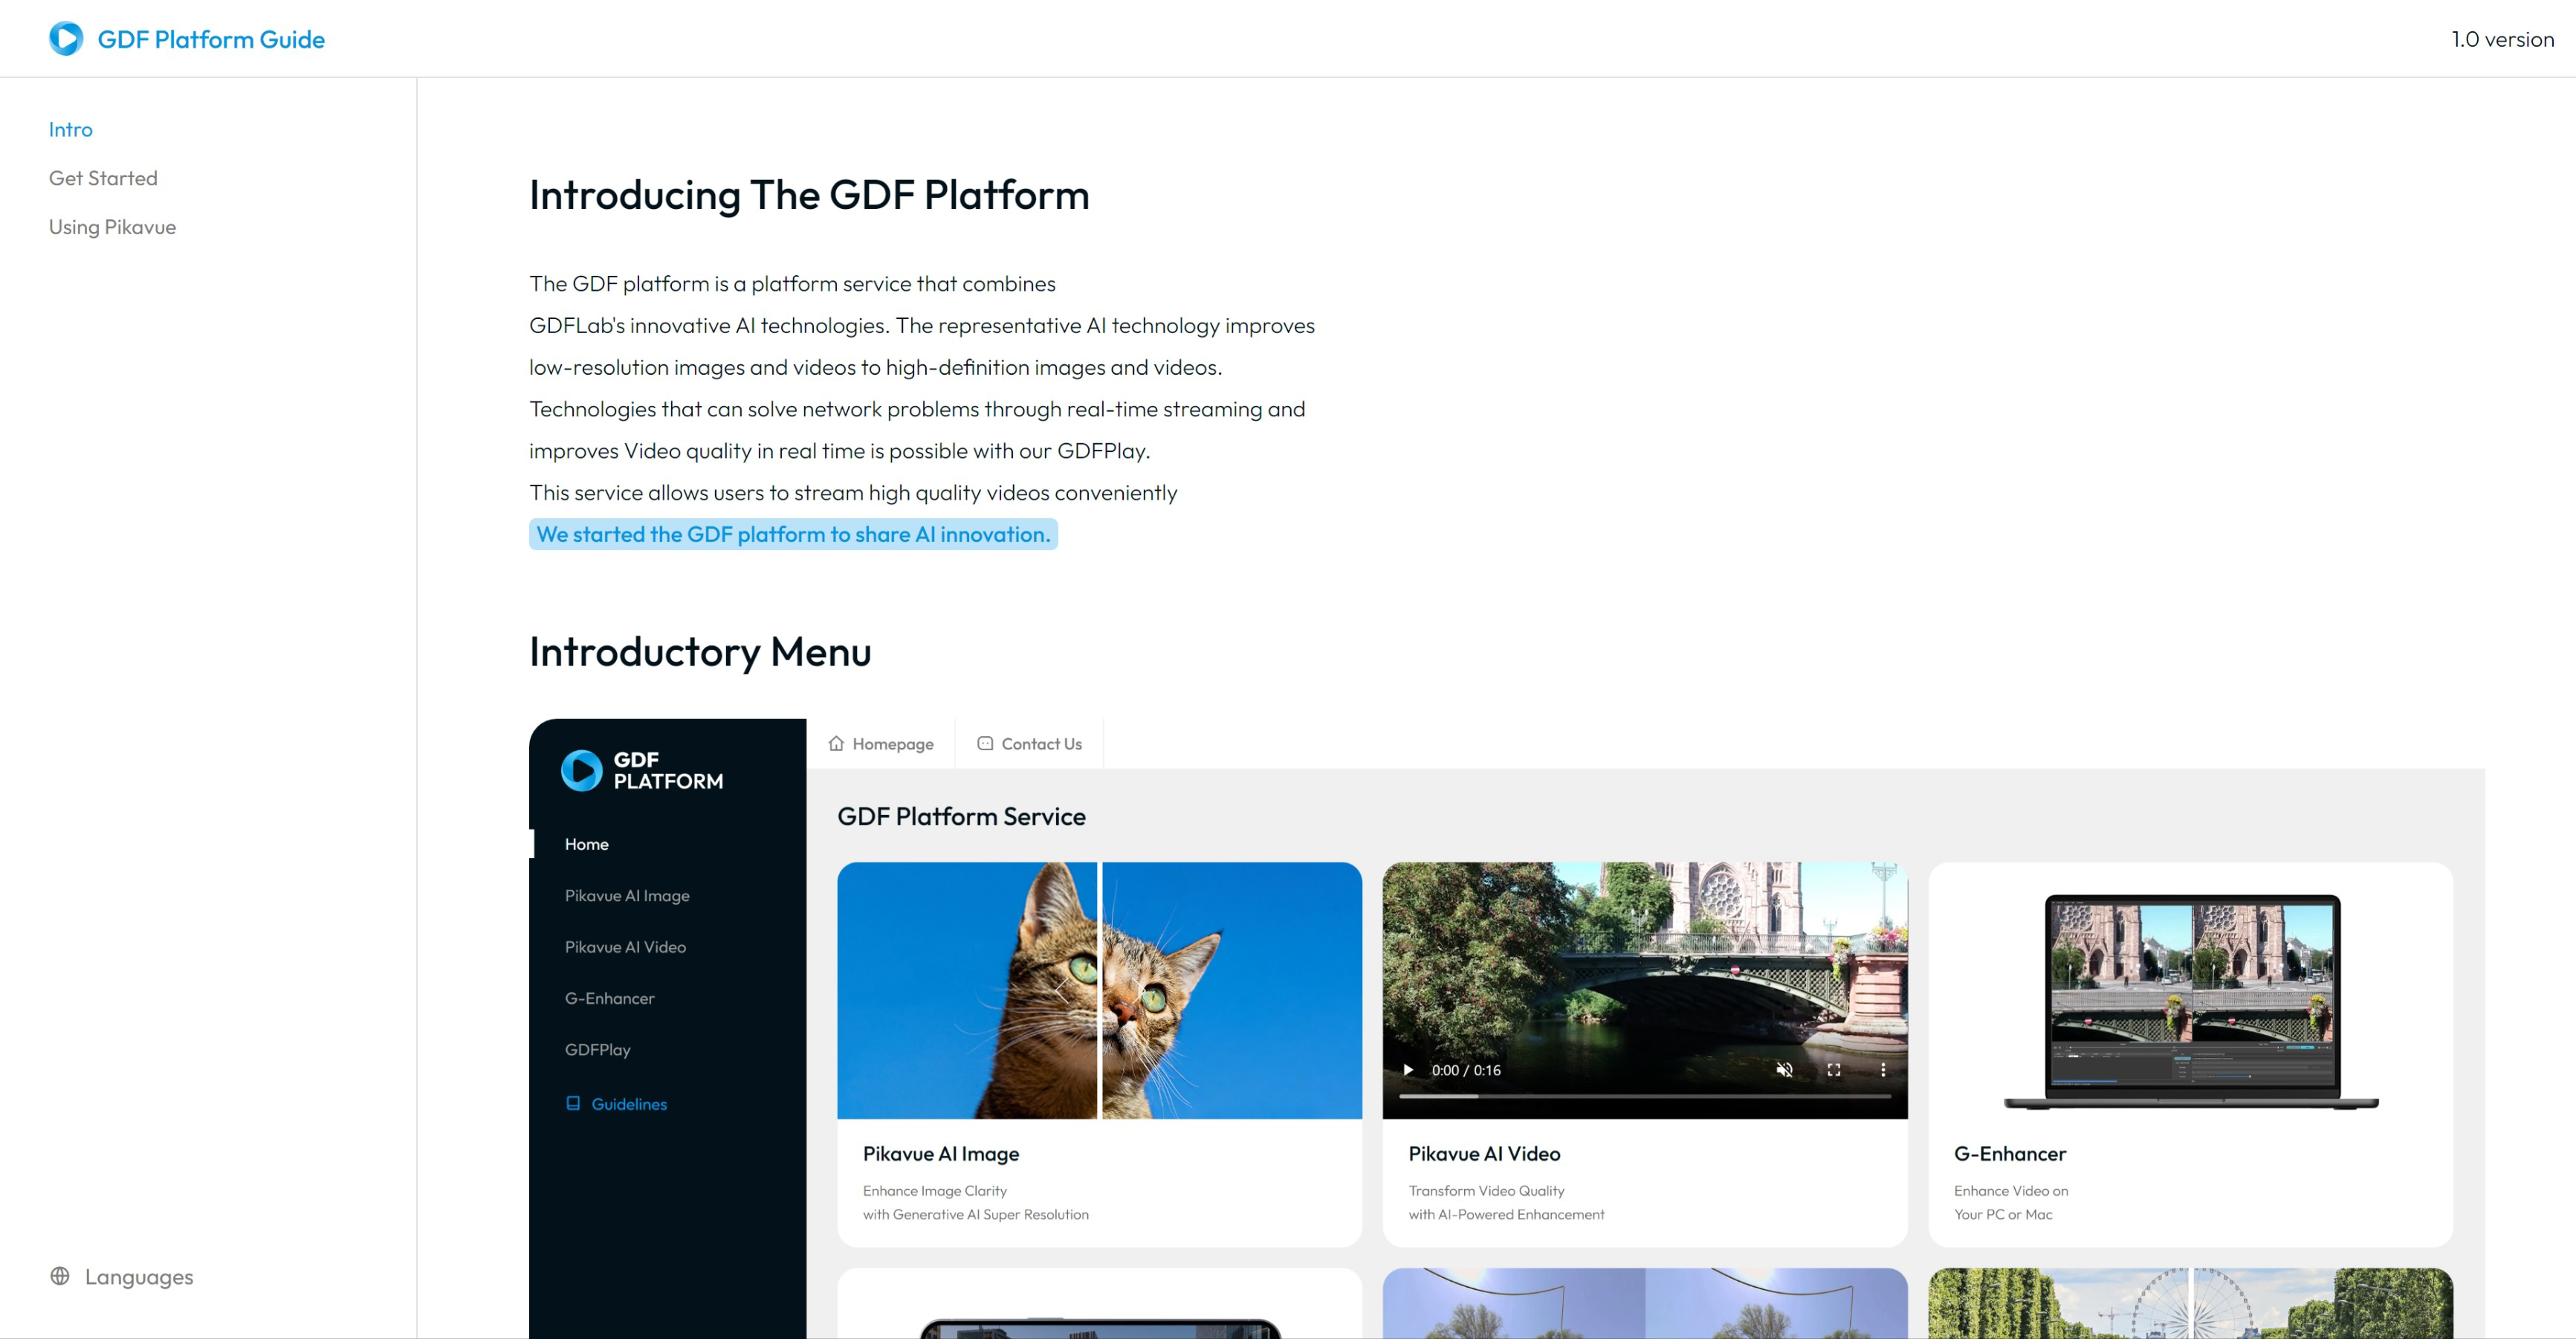 GDF Platform Guide
1.0 version
Intro
Get Started
Using Pikavue
Languages
Introducing The GDF Platform
The GDF platform is a platform service that combines
GDFLab's innovative AI technologies. The representative AI technology improves
low-resolution images and videos to high-definition images and videos.
Technologies that can solve network problems through real-time streaming and
improves Video quality in real time is possible with our GDFPlay.
This service allows users to stream high quality videos conveniently
We started the GDF platform to share AI innovation.
Introductory Menu
GDF
PLATFORM
Home
Pikavue AI Image
Pikavue AI Video
G-Enhancer
GDFPlay
Guidelines
Homepage
Contact Us
GDF Platform Service
Pikavue AI Image
Enhance Image Clarity
with Generative AI Super Resolution
0:00 / 0:16
Pikavue AI Video
Transform Video Quality
with AI-Powered Enhancement
G-Enhancer
Enhance Video on
Your PC or Mac